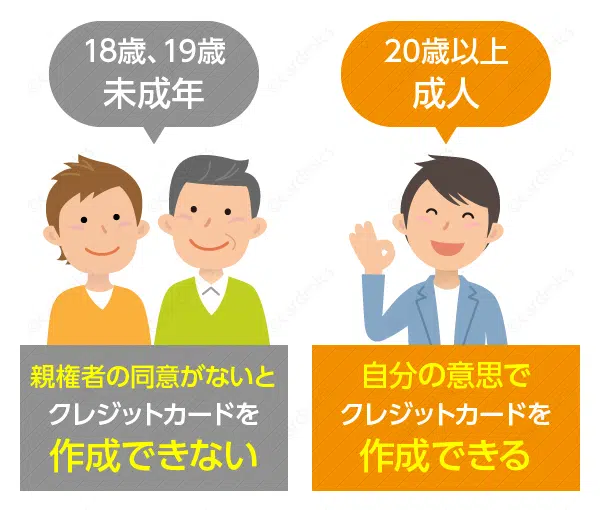 18歳、19歳
未成年
親権者の同意がないと
クレジットカードを
作成できない
20歳以上
成人
自分の意思で
クレジットカードを
作成できる